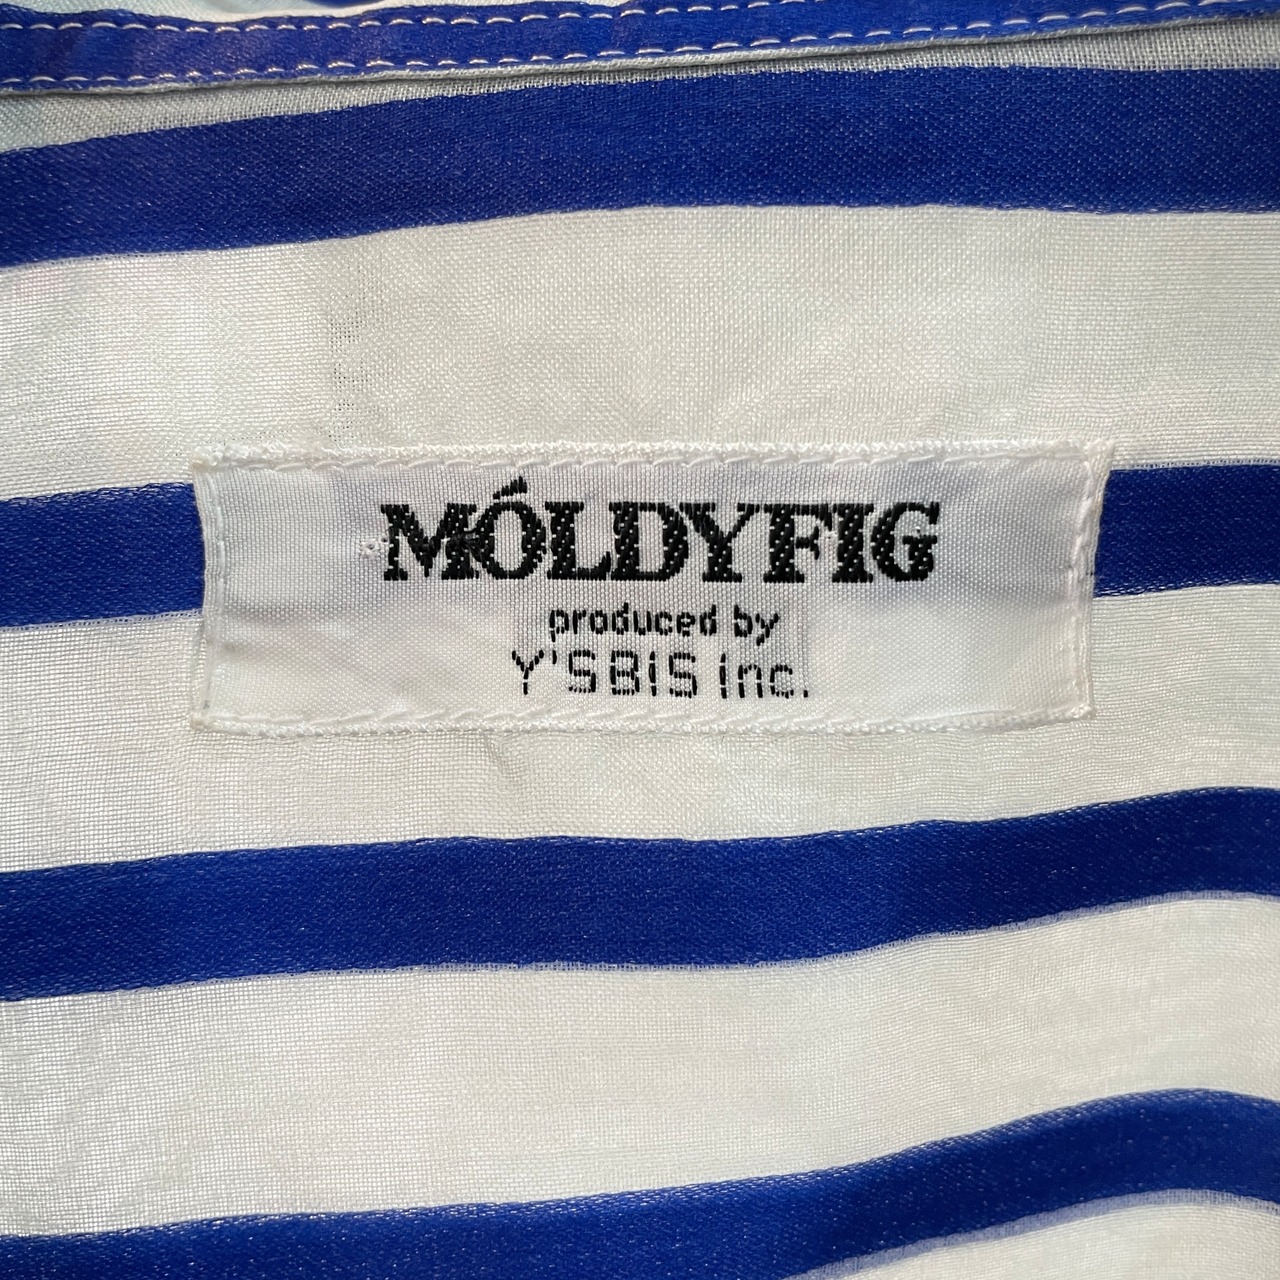 MÓLDYFIG
produced by
Y'SBIS inc.